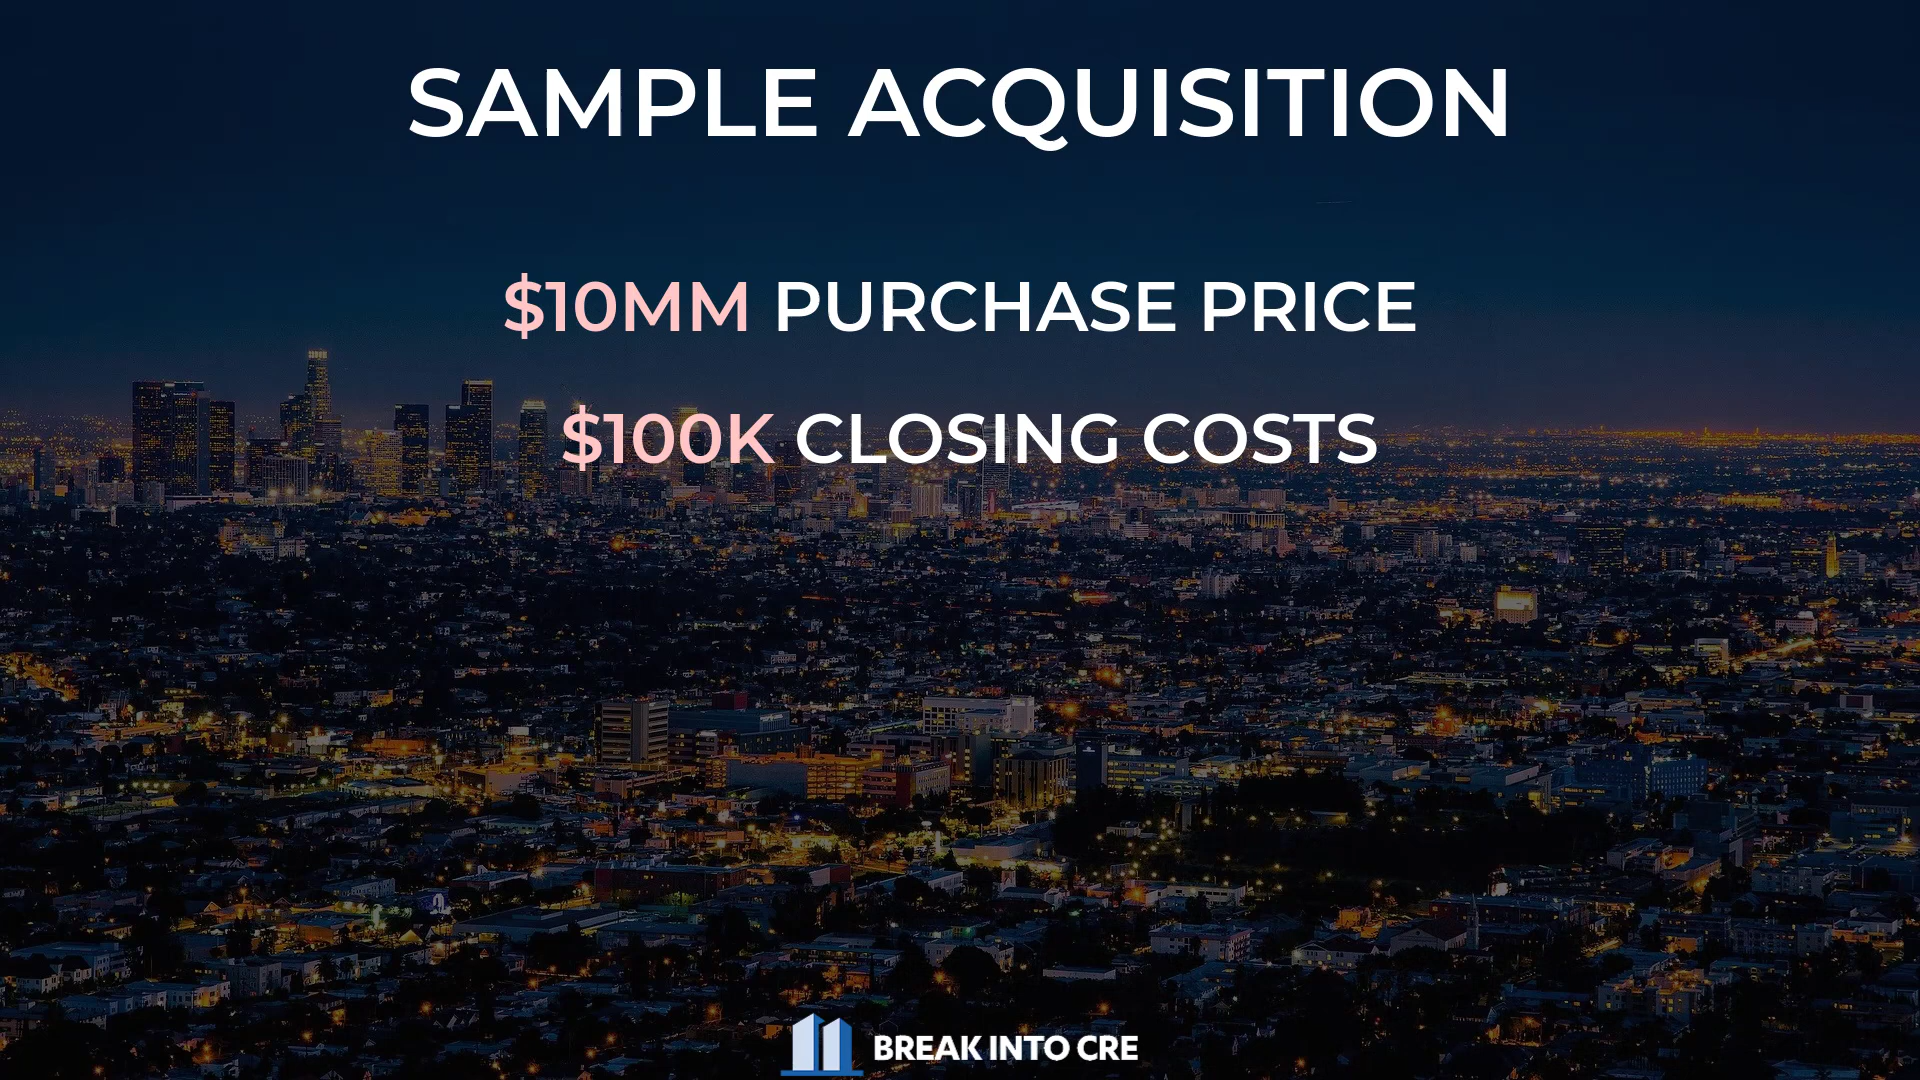 SAMPLE ACQUISITION
$10MM PURCHASE PRICE
$100K CLOSING COSTS
BREAK INTO CRE